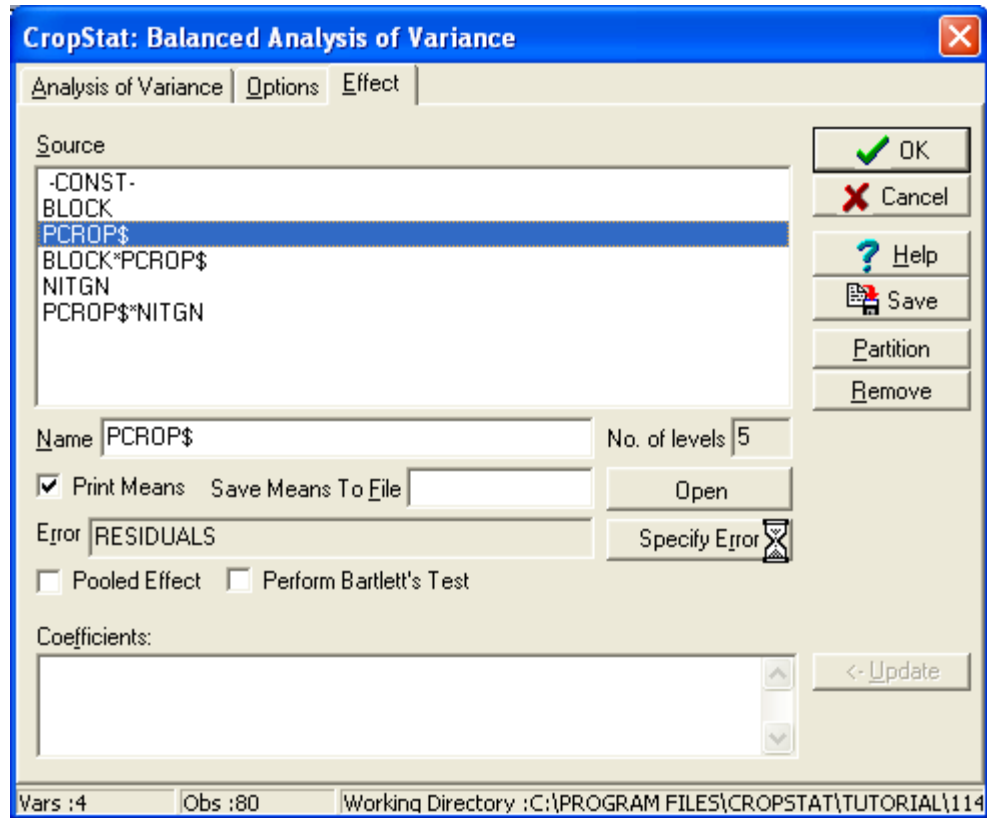 CropStat: Balanced Analysis of Variance
Analysis of Variance Options Effect
Source
-CONST-
BLOCK
PCROP$
BLOCK*PCROP$
NITGN
PCROP$*NITGN
OK
Cancel
Help
Save
Partition
Remove
Name PCROP$ No. of levels 5
Print Means Save Means To File Open
Error RESIDUALS Specify Error
Pooled Effect Perform Bartlett's Test
Coefficients:
<- Update
Vars :4 Obs :80 Working Directory :C:\PROGRAM FILES\CROPSTAT\TUTORIAL\114